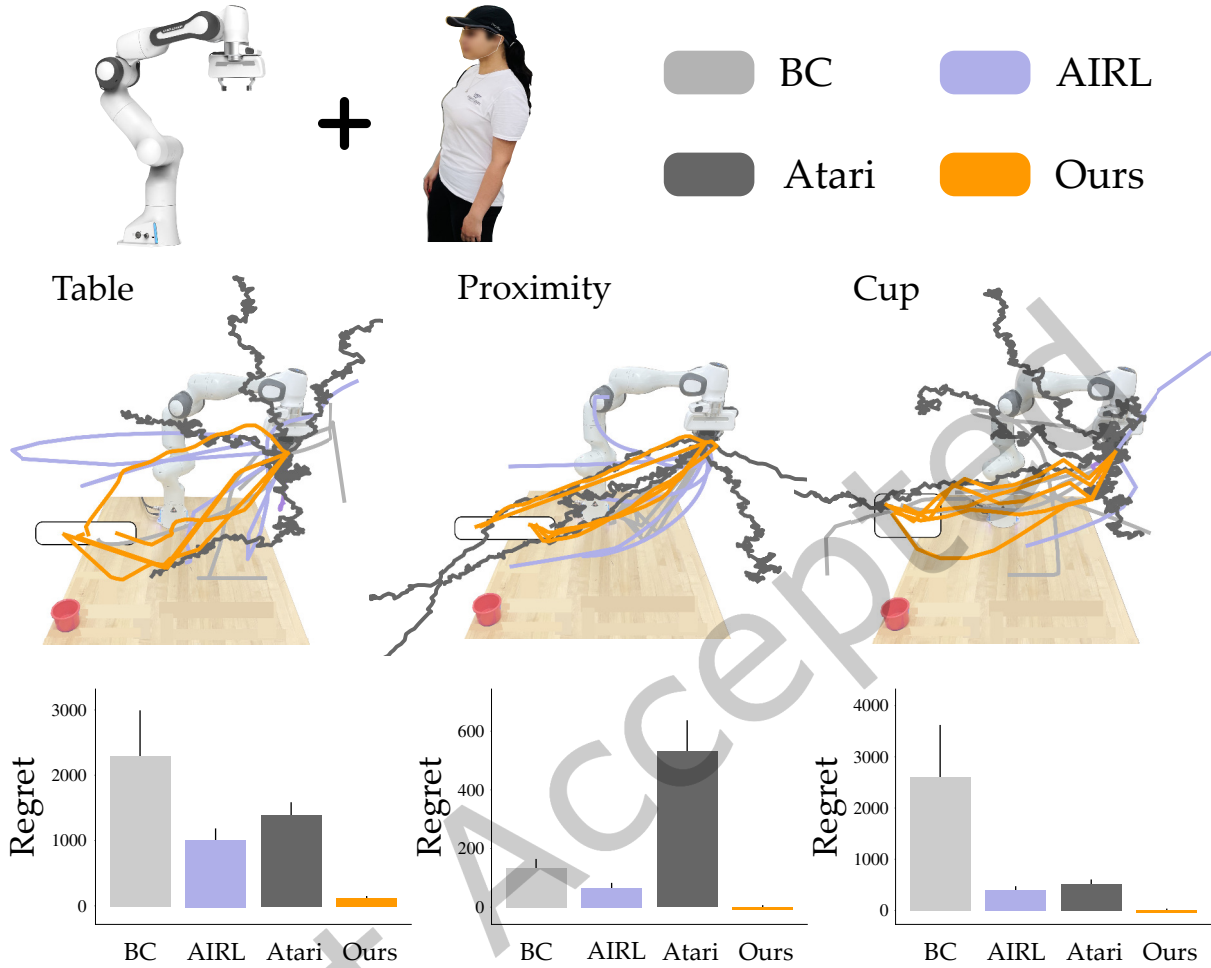 BC
AIRL
Atari
Ours
Table
Proximity
Cup
3000
2000
1000
0
Regret
BC AIRL Atari Ours
600
400
200
0
Regret
BC AIRL Atari Ours
4000
3000
2000
1000
0
Regret
BC AIRL Atari Ours
Accepted